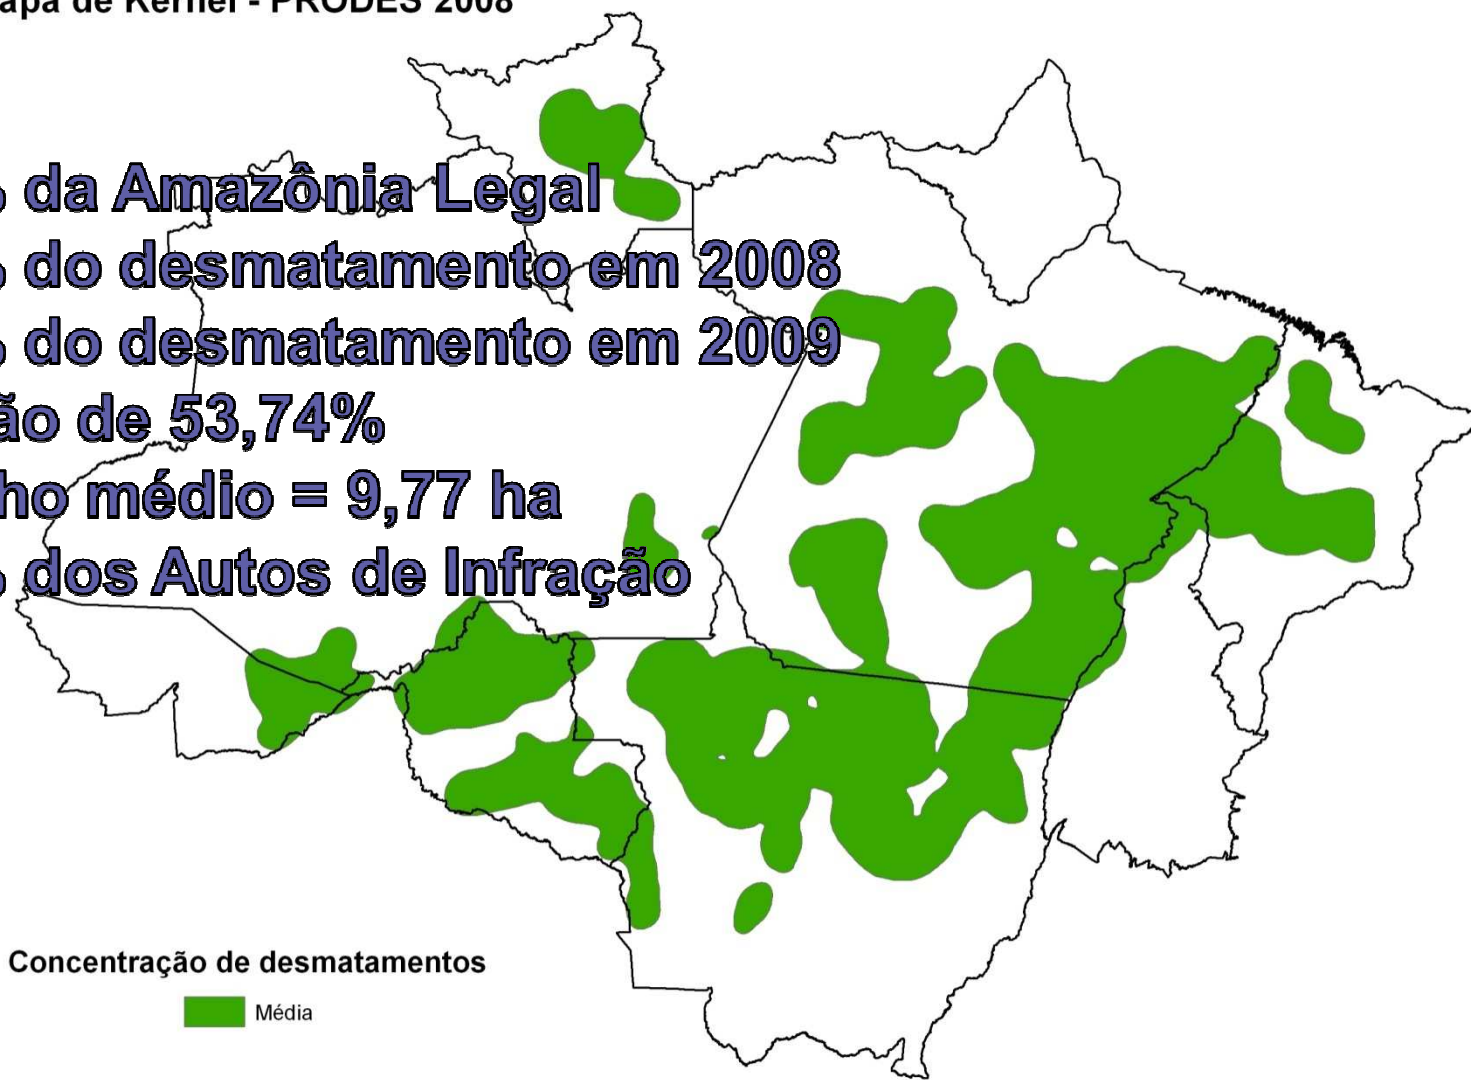 apa de Kernel - PRODES 2008
% da Amazônia Legal
% do desmatamento em 2008
% do desmatamento em 2009
ão de 53,74%
ho médio = 9,77 ha
% dos Autos de Infração
Concentração de desmatamentos
Média